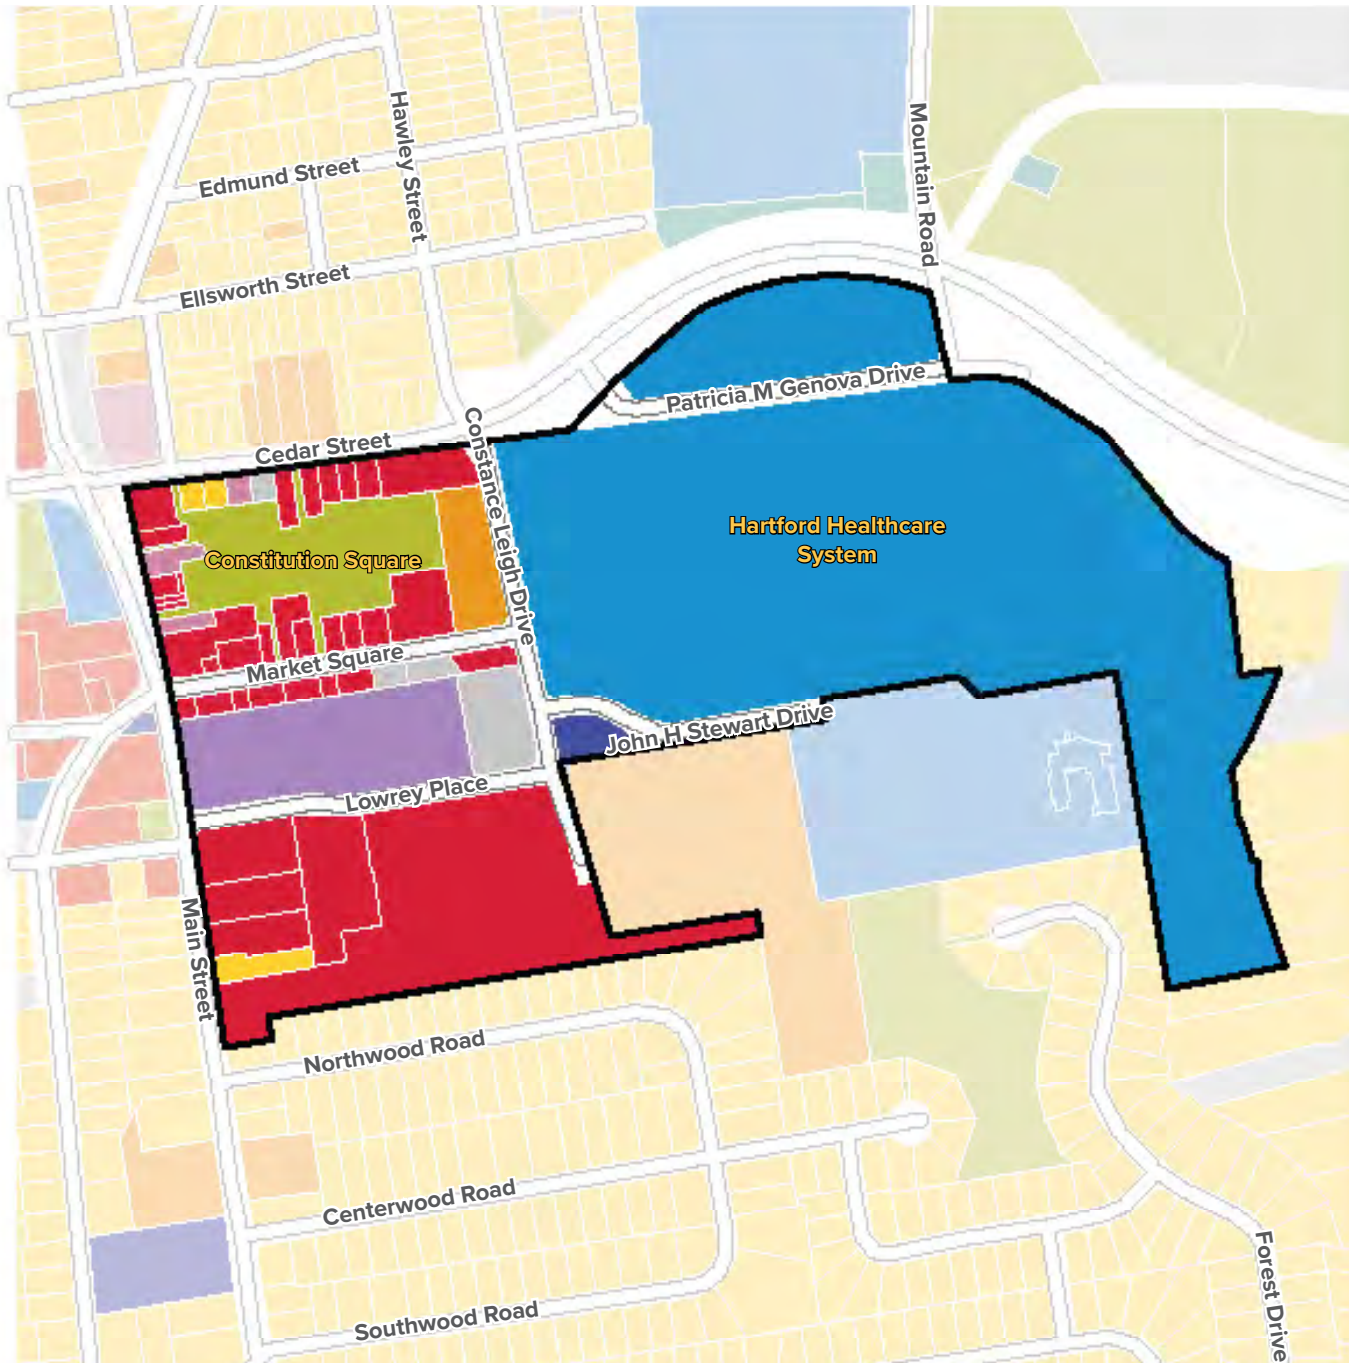 Hawley Street
Mountain Road
Edmund Street
Ellsworth Street
Patricia M Genova Drive
Cedar Street
Constance Leigh Drive
Hartford Healthcare
System
Constitution Square
Market Square
John H Stewart Drive
Lowrey Place
Main Street
Northwood Road
Centerwood Road
Forest Drive
Southwood Road